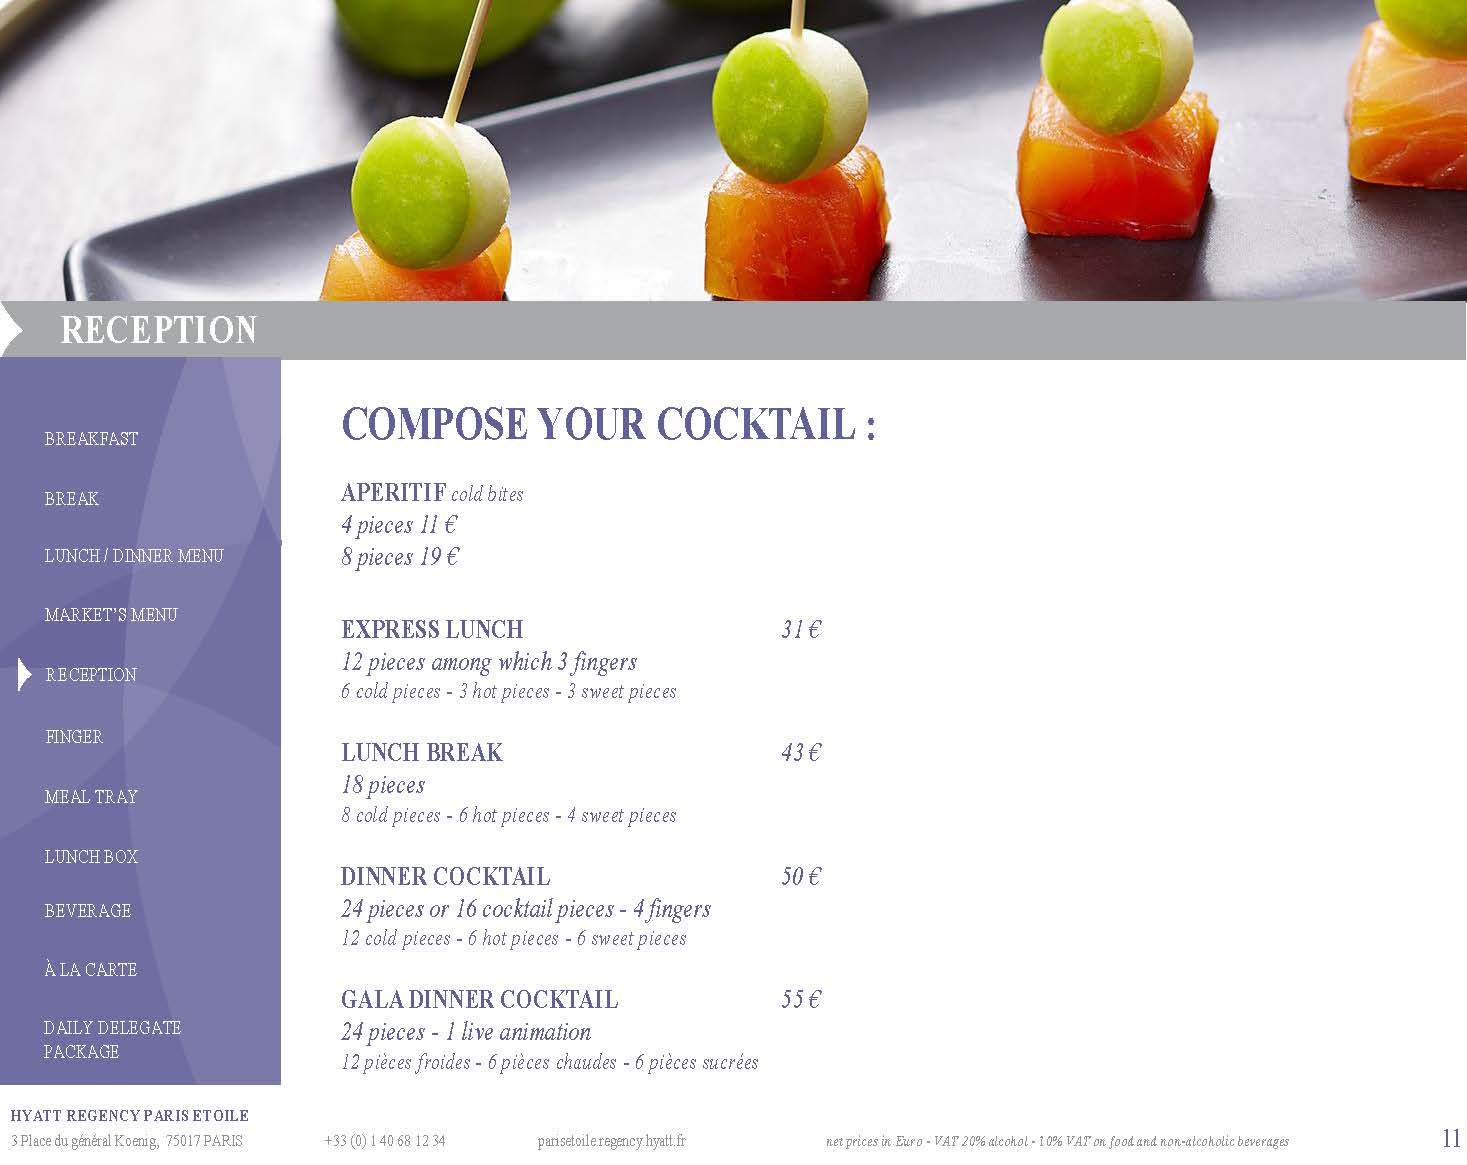 RECEPTION
BREAKFAST
BREAK
LUNCH / DINNER MENU
MARKET'S MENU
RECEPTION
FINGER
MEAL TRAY
LUNCH BOX
BEVERAGE
À LA CARTE
DAILY DELEGATE
PACKAGE
COMPOSE YOUR COCKTAIL :
APERITIF cold bites
4 pieces 11 €
8 pieces 19 €
EXPRESS LUNCH 31 €
12 pieces among which 3 fingers
6 cold pieces - 3 hot pieces - 3 sweet pieces
LUNCH BREAK 43 €
18 pieces
8 cold pieces - 6 hot pieces - 4 sweet pieces
DINNER COCKTAIL 50 €
24 pieces or 16 cocktail pieces - 4 fingers
12 cold pieces - 6 hot pieces - 6 sweet pieces
GALA DINNER COCKTAIL 55 €
24 pieces - 1 live animation
12 pièces froides - 6 pièces chaudes - 6 pièces sucrées
HYATT REGENCY PARIS ETOILE
3 Place du général Koenig, 75017 PARIS +33 (0) 1 40 68 12 34 parisetoile.regency.hyatt.fr net prices in Euro - VAT 20% alcohol - 10% VAT on food and non-alcoholic beverages 11